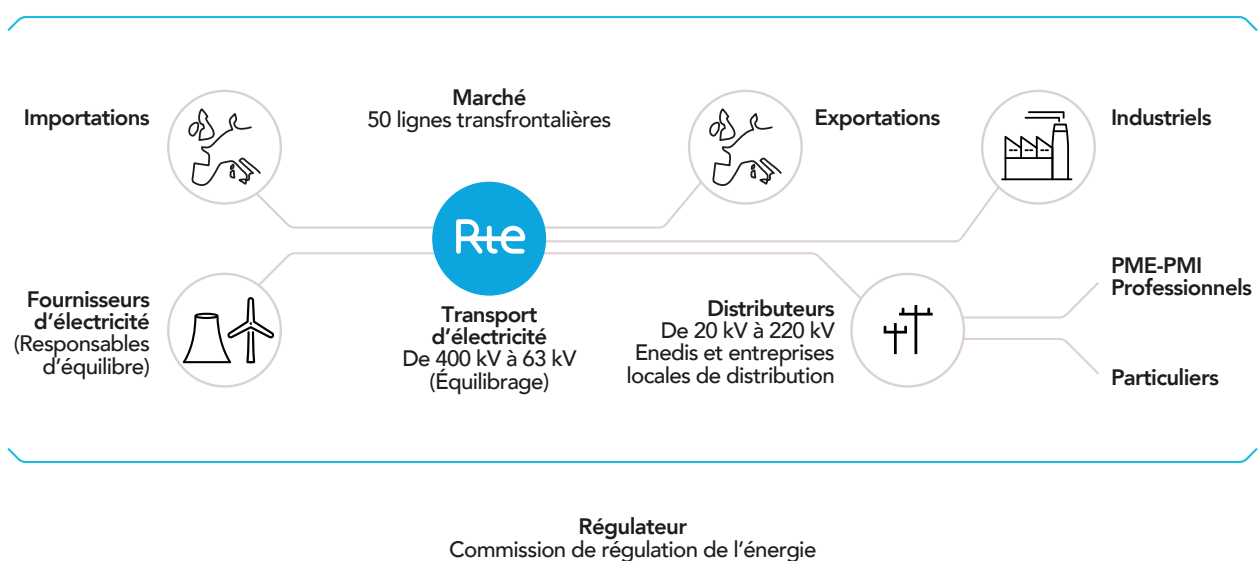 Importations
Marché
50 lignes transfrontalières
Exportations
Industriels
Rte
Fournisseurs
d’électricité
(Responsables
d’équilibre)
Transport
d’électricité
De 400 kV à 63 kV
(Équilibrage)
Distributeurs
De 20 kV à 220 kV
Enedis et entreprises
locales de distribution
PME-PMI
Professionnels
Particuliers
Régulateur
Commission de régulation de l’énergie